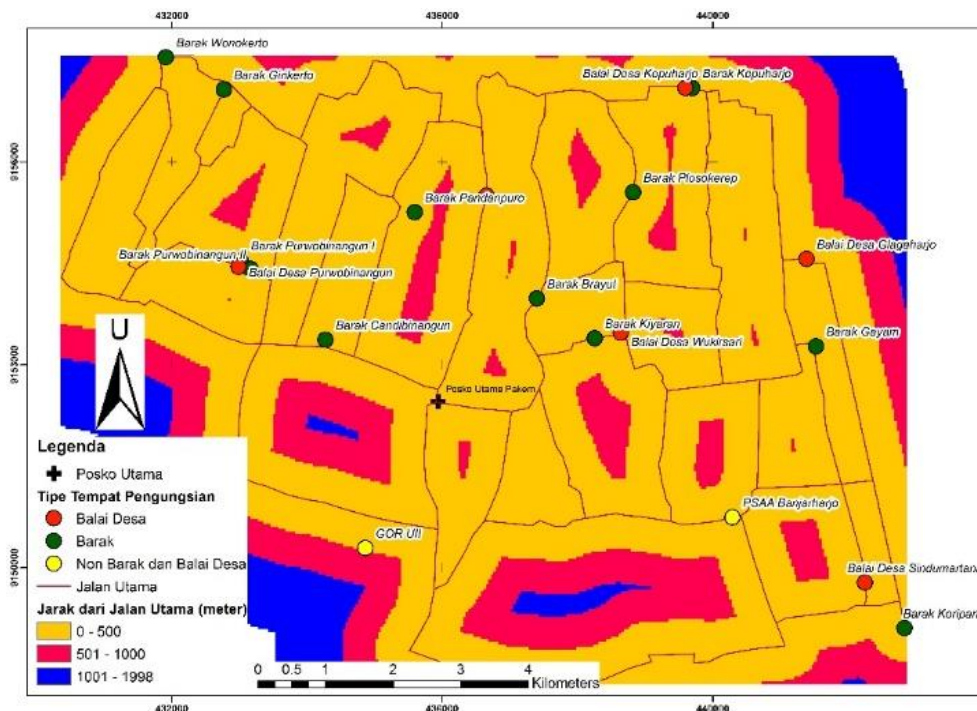 432000 436000 440000
Barak Wonokerto
Barak Ginkerto
Balai Desa Kopuharjo Barak Kopuharjo
9156000
Barak Plosokerep
Barak Pandanpuro
Barak Purwobinangun I
Barak Purwobinangun II
Balai Desa Glagaharjo
Balai Desa Purwobinangun
Barak Brayut
Barak Candibinangun
Barak Kiyaran
Balai Desa Wukirsari
Barak Gayam
U
9153000
Posko Utama Pakem
Legenda
Posko Utama
Tipe Tempat Pengungsian
Balai Desa
Barak
Non Barak dan Balai Desa
Jalan Utama
Jarak dari Jalan Utama (meter)
0 - 500
501 - 1000
1001 - 1998
PSAA Banjarharjo
GOR UII
9150000
Balai Desa Sindumartani
Barak Koripan
0 0.5 1 2 3 4
Kilometers
432000 436000 440000